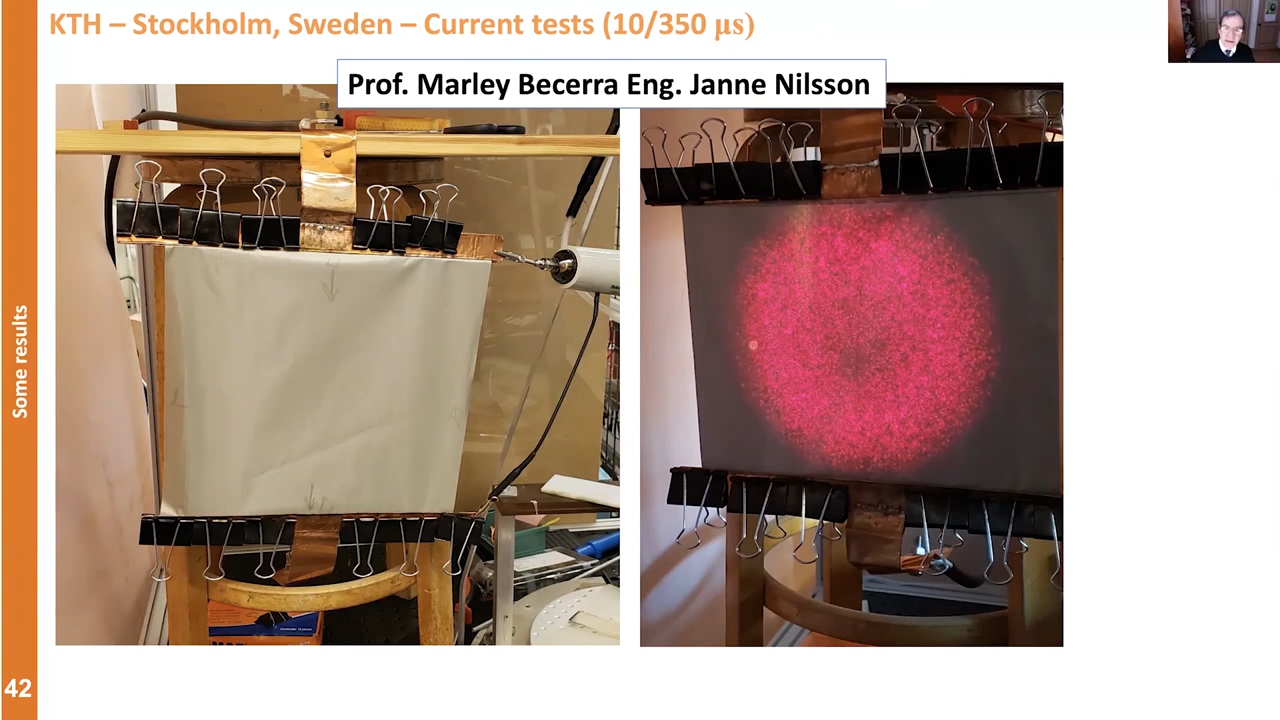 KTH – Stockholm, Sweden – Current tests (10/350 µs)
Prof. Marley Becerra Eng. Janne Nilsson
Some results
42